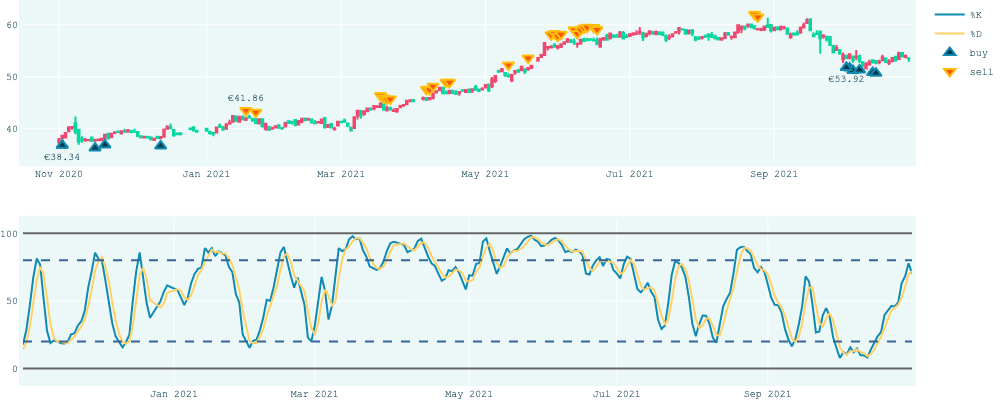 60
50
40
€41.86
€53.92
€38.34
Nov 2020
Jan 2021
Mar 2021
May 2021
Jul 2021
Sep 2021
%K
%D
buy
sell
100
50
0
Jan 2021
Mar 2021
May 2021
Jul 2021
Sep 2021